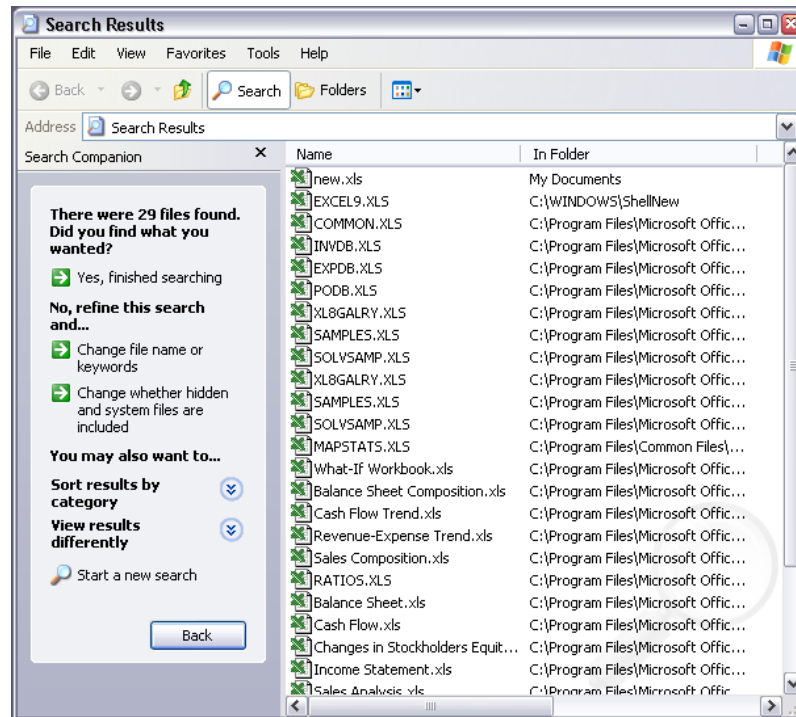 Search Results
File Edit View Favorites Tools Help
Back Search Folders
Address Search Results
Search Companion
There were 29 files found.
Did you find what you
wanted?
Yes, finished searching
No, refine this search
and...
Change file name or
keywords
Change whether hidden
and system files are
included
You may also want to...
Sort results by
category
View results
differently
Start a new search
Back
Name In Folder
new.xls My Documents
EXCEL9.XLS C:\WINDOWS\ShellNew
COMMON.XLS C:\Program Files\Microsoft Offic...
INVDB.XLS C:\Program Files\Microsoft Offic...
EXPDB.XLS C:\Program Files\Microsoft Offic...
PODB.XLS C:\Program Files\Microsoft Offic...
XL8GALRY.XLS C:\Program Files\Microsoft Offic...
SAMPLES.XLS C:\Program Files\Microsoft Offic...
SOLVSAMP.XLS C:\Program Files\Microsoft Offic...
XL8GALRY.XLS C:\Program Files\Microsoft Offic...
SAMPLES.XLS C:\Program Files\Microsoft Offic...
SOLVSAMP.XLS C:\Program Files\Microsoft Offic...
MAPSTATS.XLS C:\Program Files\Common Files\...
What-If Workbook.xls C:\Program Files\Microsoft Offic...
Balance Sheet Composition.xls C:\Program Files\Microsoft Offic...
Cash Flow Trend.xls C:\Program Files\Microsoft Offic...
Revenue-Expense Trend.xls C:\Program Files\Microsoft Offic...
Sales Composition.xls C:\Program Files\Microsoft Offic...
RATIOS.XLS C:\Program Files\Microsoft Offic...
Balance Sheet.xls C:\Program Files\Microsoft Offic...
Cash Flow.xls C:\Program Files\Microsoft Offic...
Changes in Stockholders Equit... C:\Program Files\Microsoft Offic...
Income Statement.xls C:\Program Files\Microsoft Offic...
Sales Analysis.xls C:\Program Files\Microsoft Offic...